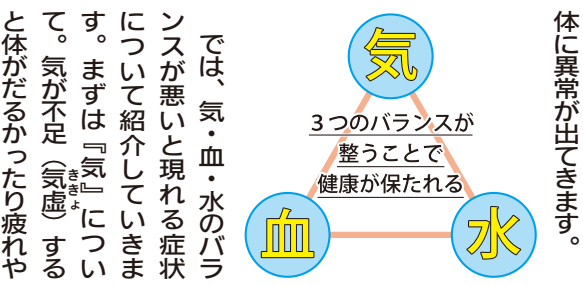 体に異常が出てきます。
気
3つのバランスが
整うことで
健康が保たれる
血
水
では、気・血・水のバラ
ンスが悪いと現れる症状
について紹介していきま
す。まずは『気』につい
て。気が不足（気虚）する
ききょ
と体がだるかったり疲れや